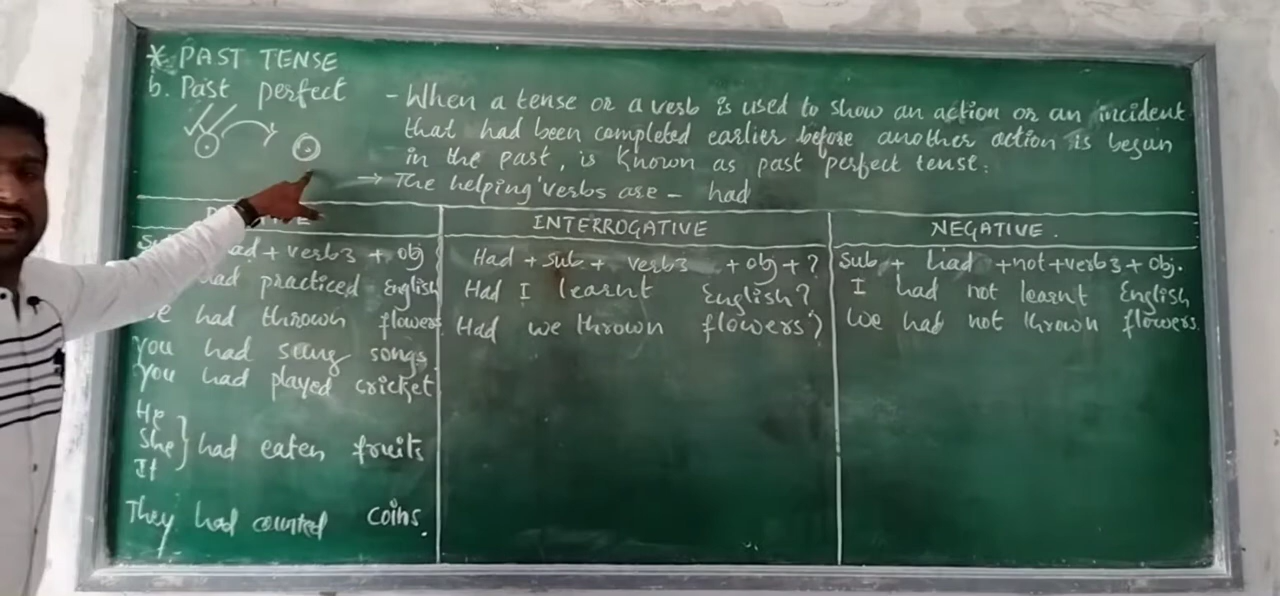 * PAST TENSE
b. Past perfect
- When a tense or a verb is used to show an action or an incident
that had been completed earlier before another action is began
in the past, is known as past perfect tense.
→ The helping verbs are - had
INTERROGATIVE
NEGATIVE.
+ verb3 + obj
had practiced English
had thrown flowers
You had sung songs
You had played cricket
He
She } had eaten fruits
It
They had counted coins.
Had + sub + verb3 + obj + ?
Had I learnt English?
Had we thrown flowers?
Sub + had + not + verb3 + obj.
I had not learnt English
We had not thrown flowers.